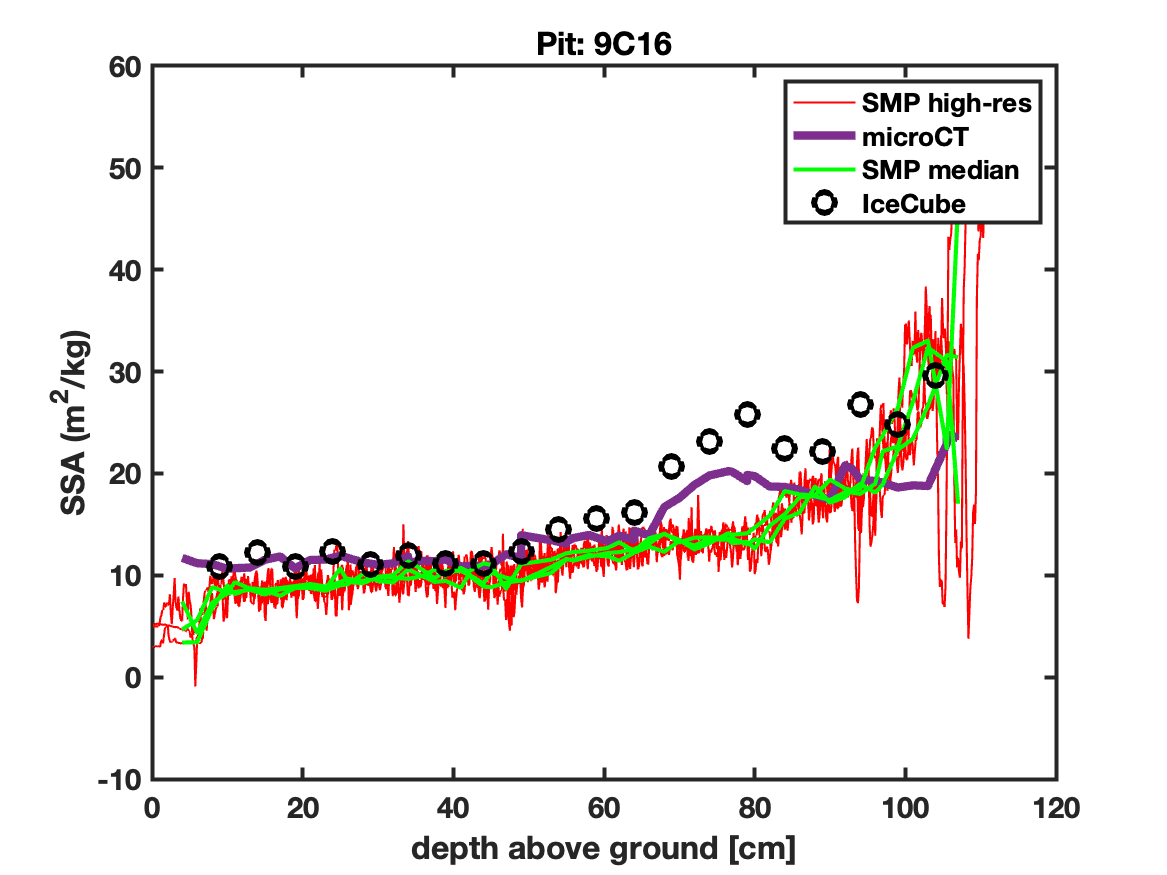 Pit: 9C16
60
50
40
30
20
10
0
-10
SSA (m²/kg)
SMP high-res
microCT
SMP median
IceCube
0 20 40 60 80 100 120
depth above ground [cm]